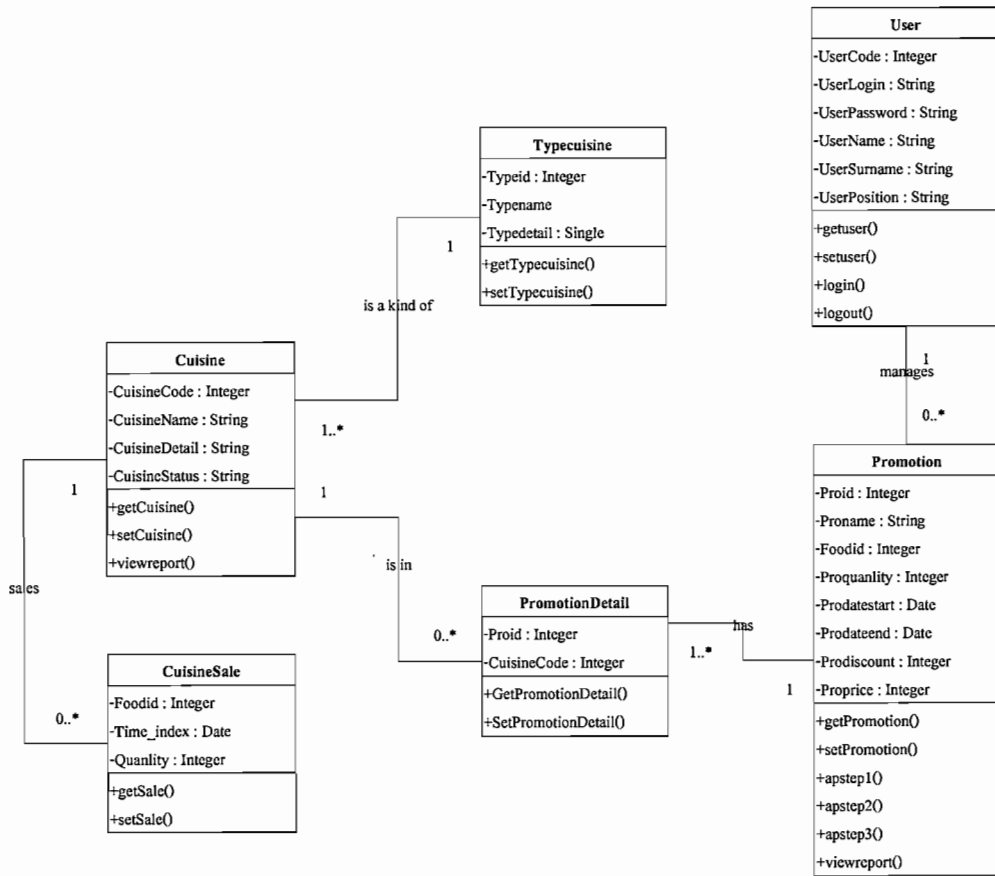 User
-UserCode : Integer
-UserLogin : String
-UserPassword : String
-UserName : String
-UserSurname : String
-UserPosition : String
+getuser()
+setuser()
+login()
+logout()
Typecuisine
-Typeid : Integer
-Typename
-Typedetail : Single
+getTypecuisine()
+setTypecuisine()
1
is a kind of
1..*
Cuisine
-CuisineCode : Integer
-CuisineName : String
-CuisineDetail : String
-CuisineStatus : String
+getCuisine()
+setCuisine()
+viewreport()
1
manages
0..*
1
1
is in
0..*
sales
0..*
Promotion
-Proid : Integer
-Proname : String
-Foodid : Integer
-Proquanlity : Integer
-Prodatestart : Date
-Prodateend : Date
-Prodiscount : Integer
-Proprice : Integer
+getPromotion()
+setPromotion()
+apstep1()
+apstep2()
+apstep3()
+viewreport()
PromotionDetail
-Proid : Integer
-CuisineCode : Integer
+GetPromotionDetail()
+SetPromotionDetail()
has
1..*
1
CuisineSale
-Foodid : Integer
-Time_index : Date
-Quanlity : Integer
+getSale()
+setSale()